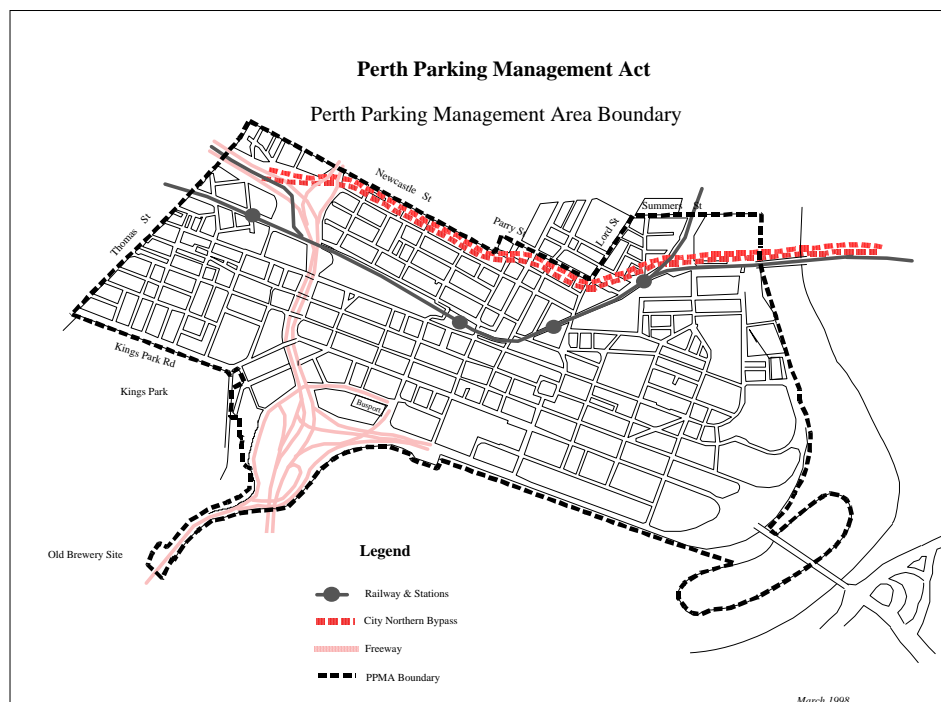 Perth Parking Management Act
Perth Parking Management Area Boundary
Newcastle St
Parry St
Lord St
Summers St
Thomas St
Kings Park Rd
Kings Park
Busport
Old Brewery Site
Legend
Railway & Stations
City Northern Bypass
Freeway
PPMA Boundary
March 1998